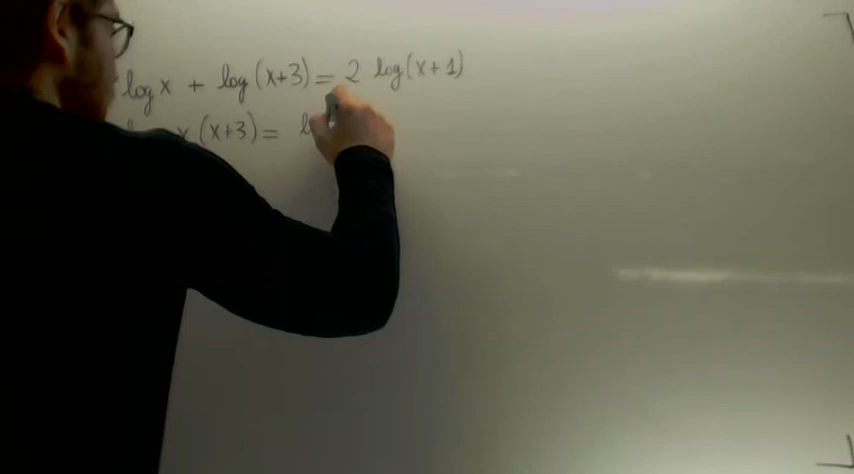 log x + log (x+3) = 2 log(x+1)
x (x+3) =